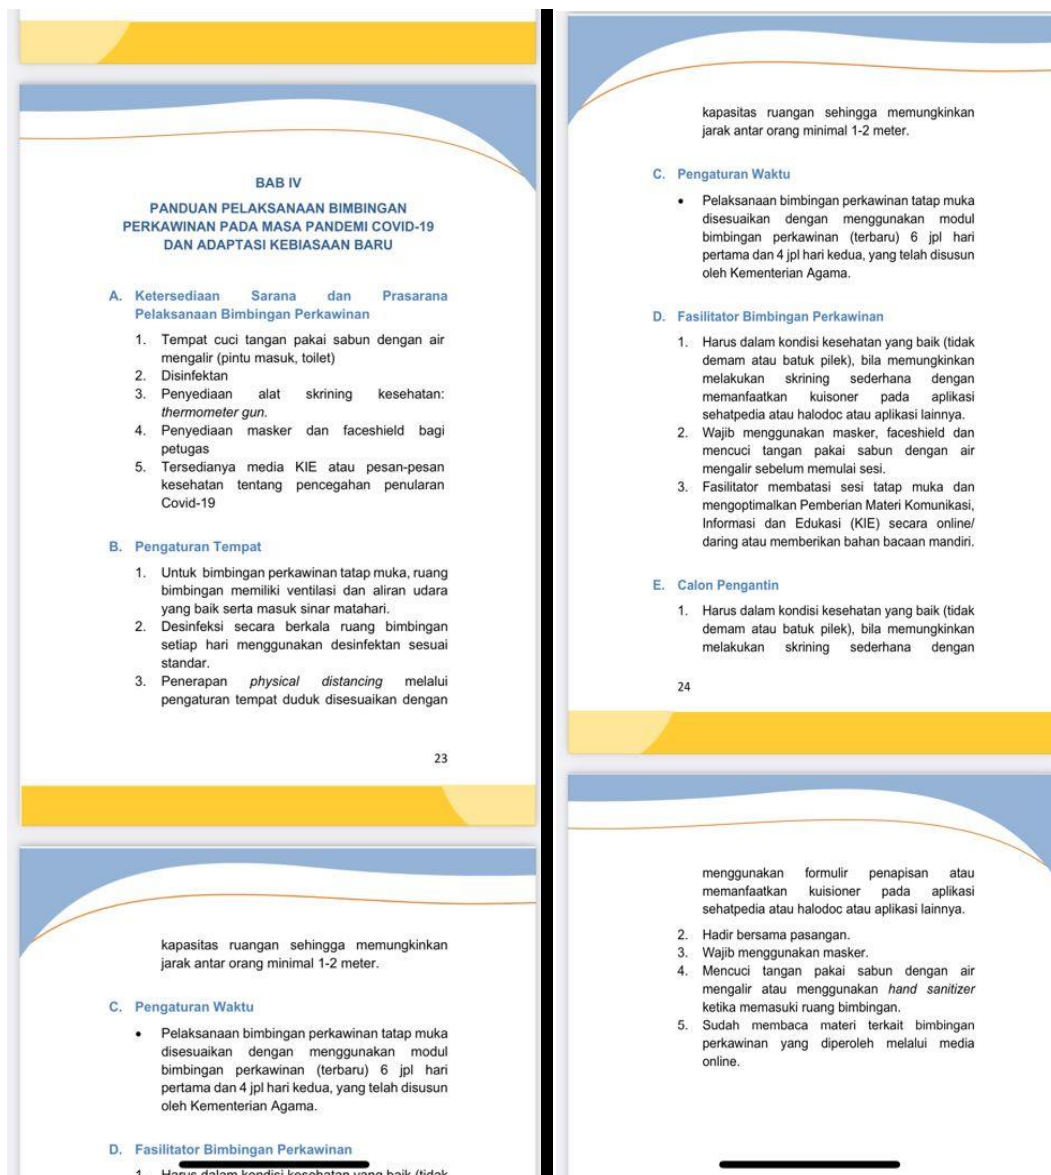 BAB IV
PANDUAN PELAKSANAAN BIMBINGAN
PERKAWINAN PADA MASA PANDEMI COVID-19
DAN ADAPTASI KEBIASAAN BARU
A. Ketersediaan Sarana dan Prasarana
Pelaksanaan Bimbingan Perkawinan
1. Tempat cuci tangan pakai sabun dengan air
mengalir (pintu masuk, toilet)
2. Disinfektan
3. Penyediaan alat skrining kesehatan:
thermometer gun.
4. Penyediaan masker dan faceshield bagi
petugas
5. Tersedianya media KIE atau pesan-pesan
kesehatan tentang pencegahan penularan
Covid-19
B. Pengaturan Tempat
1. Untuk bimbingan perkawinan tatap muka, ruang
bimbingan memiliki ventilasi dan aliran udara
yang baik serta masuk sinar matahari.
2. Desinfeksi secara berkala ruang bimbingan
setiap hari menggunakan desinfektan sesuai
standar.
3. Penerapan physical distancing melalui
pengaturan tempat duduk disesuaikan dengan
23
kapasitas ruangan sehingga memungkinkan
jarak antar orang minimal 1-2 meter.
C. Pengaturan Waktu
• Pelaksanaan bimbingan perkawinan tatap muka
disesuaikan dengan menggunakan modul
bimbingan perkawinan (terbaru) 6 jpl hari
pertama dan 4 jpl hari kedua, yang telah disusun
oleh Kementerian Agama.
D. Fasilitator Bimbingan Perkawinan
1. Harus dalam kondisi kesehatan yang baik (tidak
kapasitas ruangan sehingga memungkinkan
jarak antar orang minimal 1-2 meter.
C. Pengaturan Waktu
• Pelaksanaan bimbingan perkawinan tatap muka
disesuaikan dengan menggunakan modul
bimbingan perkawinan (terbaru) 6 jpl hari
pertama dan 4 jpl hari kedua, yang telah disusun
oleh Kementerian Agama.
D. Fasilitator Bimbingan Perkawinan
1. Harus dalam kondisi kesehatan yang baik (tidak
demam atau batuk pilek), bila memungkinkan
melakukan skrining sederhana dengan
memanfaatkan kuisoner pada aplikasi
sehatpedia atau halodoc atau aplikasi lainnya.
2. Wajib menggunakan masker, faceshield dan
mencuci tangan pakai sabun dengan air
mengalir sebelum memulai sesi.
3. Fasilitator membatasi sesi tatap muka dan
mengoptimalkan Pemberian Materi Komunikasi,
Informasi dan Edukasi (KIE) secara online/
daring atau memberikan bahan bacaan mandiri.
E. Calon Pengantin
1. Harus dalam kondisi kesehatan yang baik (tidak
demam atau batuk pilek), bila memungkinkan
melakukan skrining sederhana dengan
24
menggunakan formulir penapisan atau
memanfaatkan kuisioner pada aplikasi
sehatpedia atau halodoc atau aplikasi lainnya.
2. Hadir bersama pasangan.
3. Wajib menggunakan masker.
4. Mencuci tangan pakai sabun dengan air
mengalir atau menggunakan hand sanitizer
ketika memasuki ruang bimbingan.
5. Sudah membaca materi terkait bimbingan
perkawinan yang diperoleh melalui media
online.